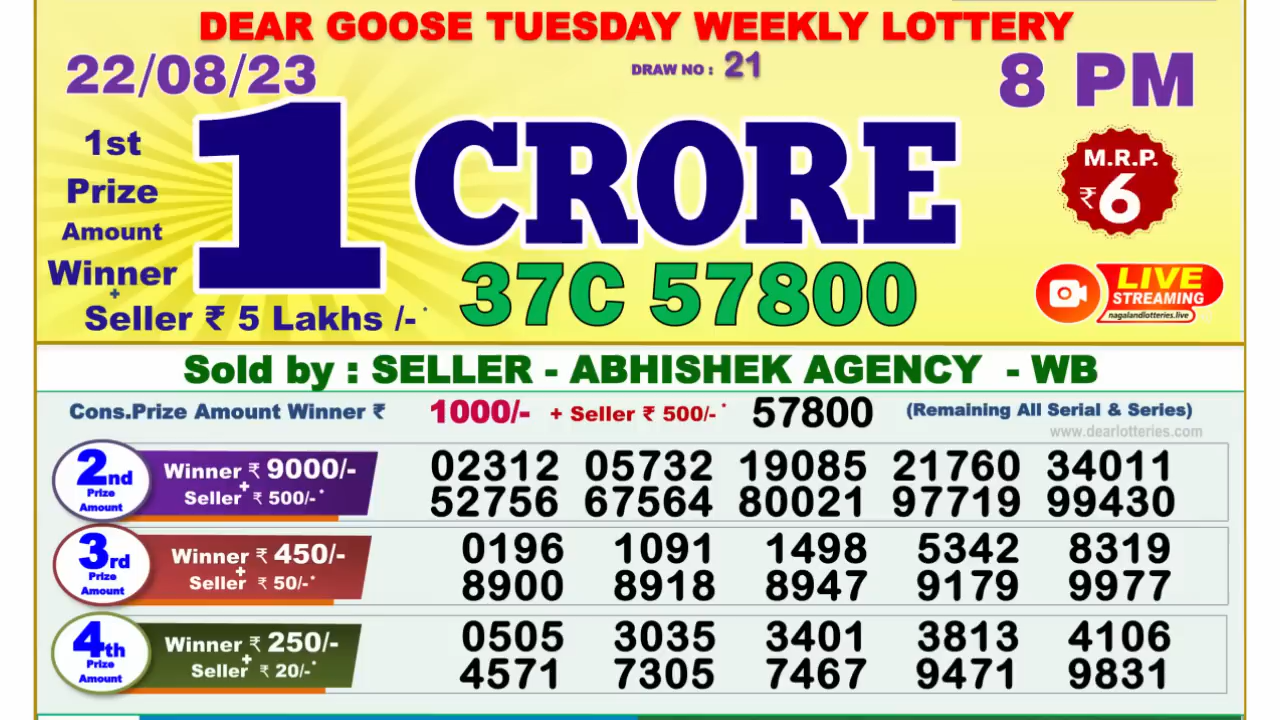 DEAR GOOSE TUESDAY WEEKLY LOTTERY
22/08/23
DRAW NO : 21
8 PM
1st
Prize
Amount
Winner
+
Seller ₹ 5 Lakhs /-*
1 CRORE
37C 57800
M.R.P.
₹6
LIVE
STREAMING
nagalandlotteries.live
Sold by : SELLER - ABHISHEK AGENCY - WB
Cons.Prize Amount Winner ₹ 1000/- + Seller ₹ 500/-* 57800 (Remaining All Serial & Series)
www.dearlotteries.com
2nd
Prize
Amount
Winner ₹ 9000/-
+
Seller ₹ 500/-*
02312 05732 19085 21760 34011
52756 67564 80021 97719 99430
3rd
Prize
Amount
Winner ₹ 450/-
+
Seller ₹ 50/-*
0196 1091 1498 5342 8319
8900 8918 8947 9179 9977
4th
Prize
Amount
Winner ₹ 250/-
+
Seller ₹ 20/-*
0505 3035 3401 3813 4106
4571 7305 7467 9471 9831